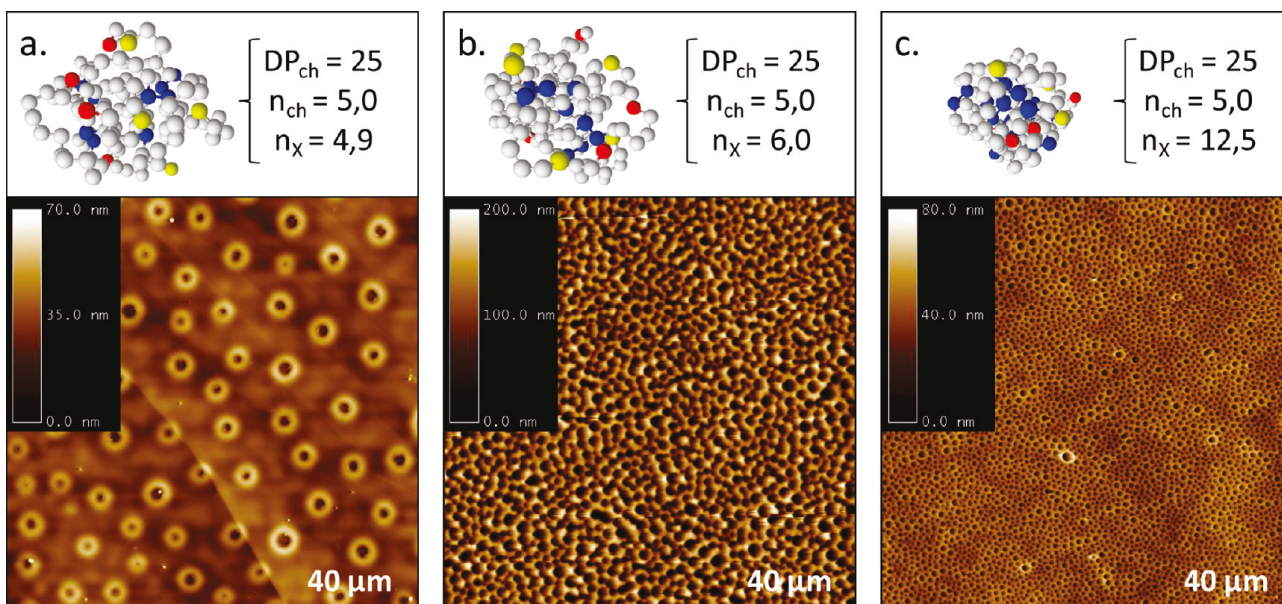 a.
DPch = 25
nch = 5,0
nX = 4,9
70.0 nm
35.0 nm
0.0 nm
40 µm
b.
DPch = 25
nch = 5,0
nX = 6,0
200.0 nm
100.0 nm
0.0 nm
40 µm
c.
DPch = 25
nch = 5,0
nX = 12,5
80.0 nm
40.0 nm
0.0 nm
40 µm